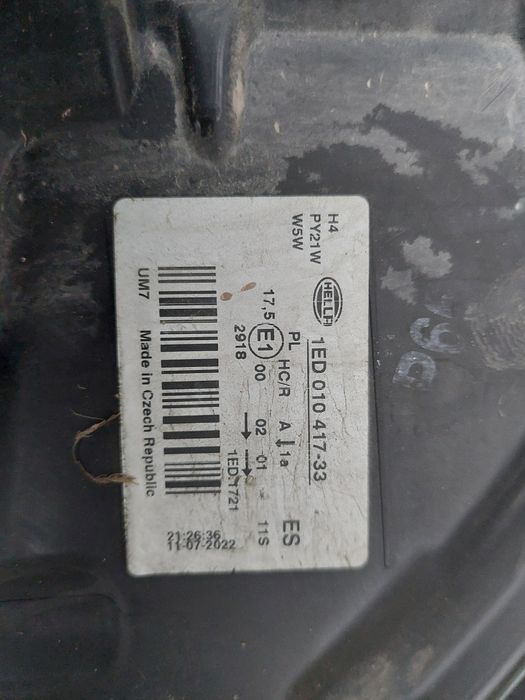 H4
PY21W
W5W
HELLA
1ED 010 417-33
PL HC/R A 1a ES
17,5 E1 00 02 01 11S
2918
1ED 1721
UM7 Made in Czech Republic
21:26:36
11-07-2022